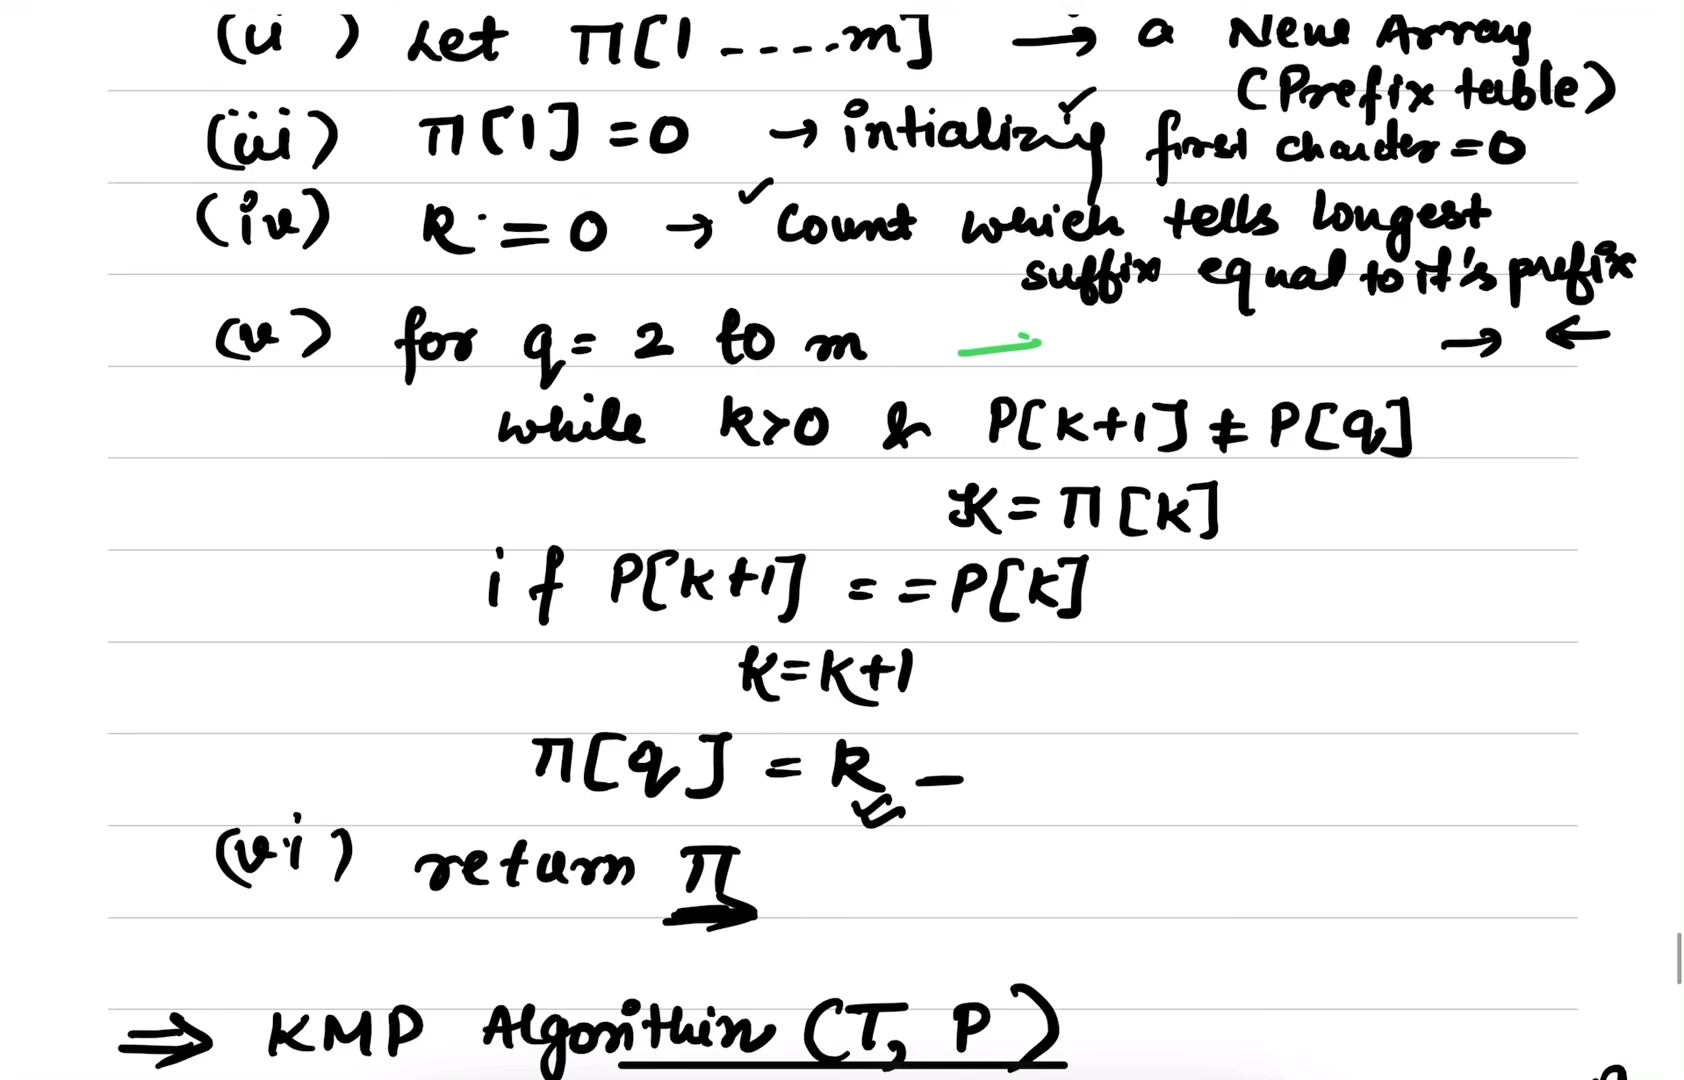 (ii) Let π[1 ----.m] → a New Array
(Prefix table)
(iii) π[1] = 0 → intializing first charcter = 0
(iv) k = 0 → count which tells longest
suffix equal to it's prefix
(v) for q = 2 to m → ←
while k>0 & P[k+1] ≠ P[q]
K = π[k]
if P[k+1] == P[k]
k = k+1
π[q] = k
(vi) return π
⇒ KMP Algorithm (T, P)